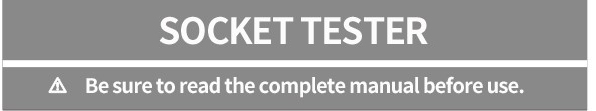 SOCKET TESTER
⚠ Be sure to read the complete manual before use.